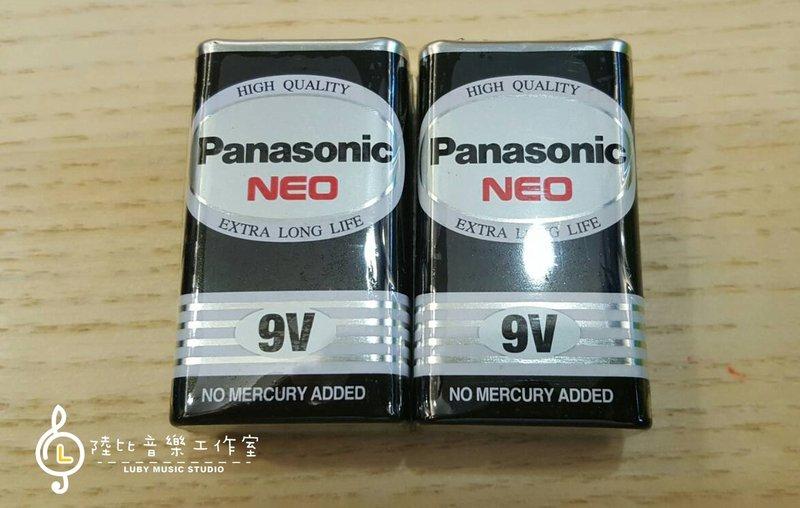 HIGH QUALITY
Panasonic
NEO
EXTRA LONG LIFE
9V
NO MERCURY ADDED
HIGH QUALITY
Panasonic
NEO
EXTRA LONG LIFE
9V
NO MERCURY ADDED
L
陸比音樂工作室
LUBY MUSIC STUDIO